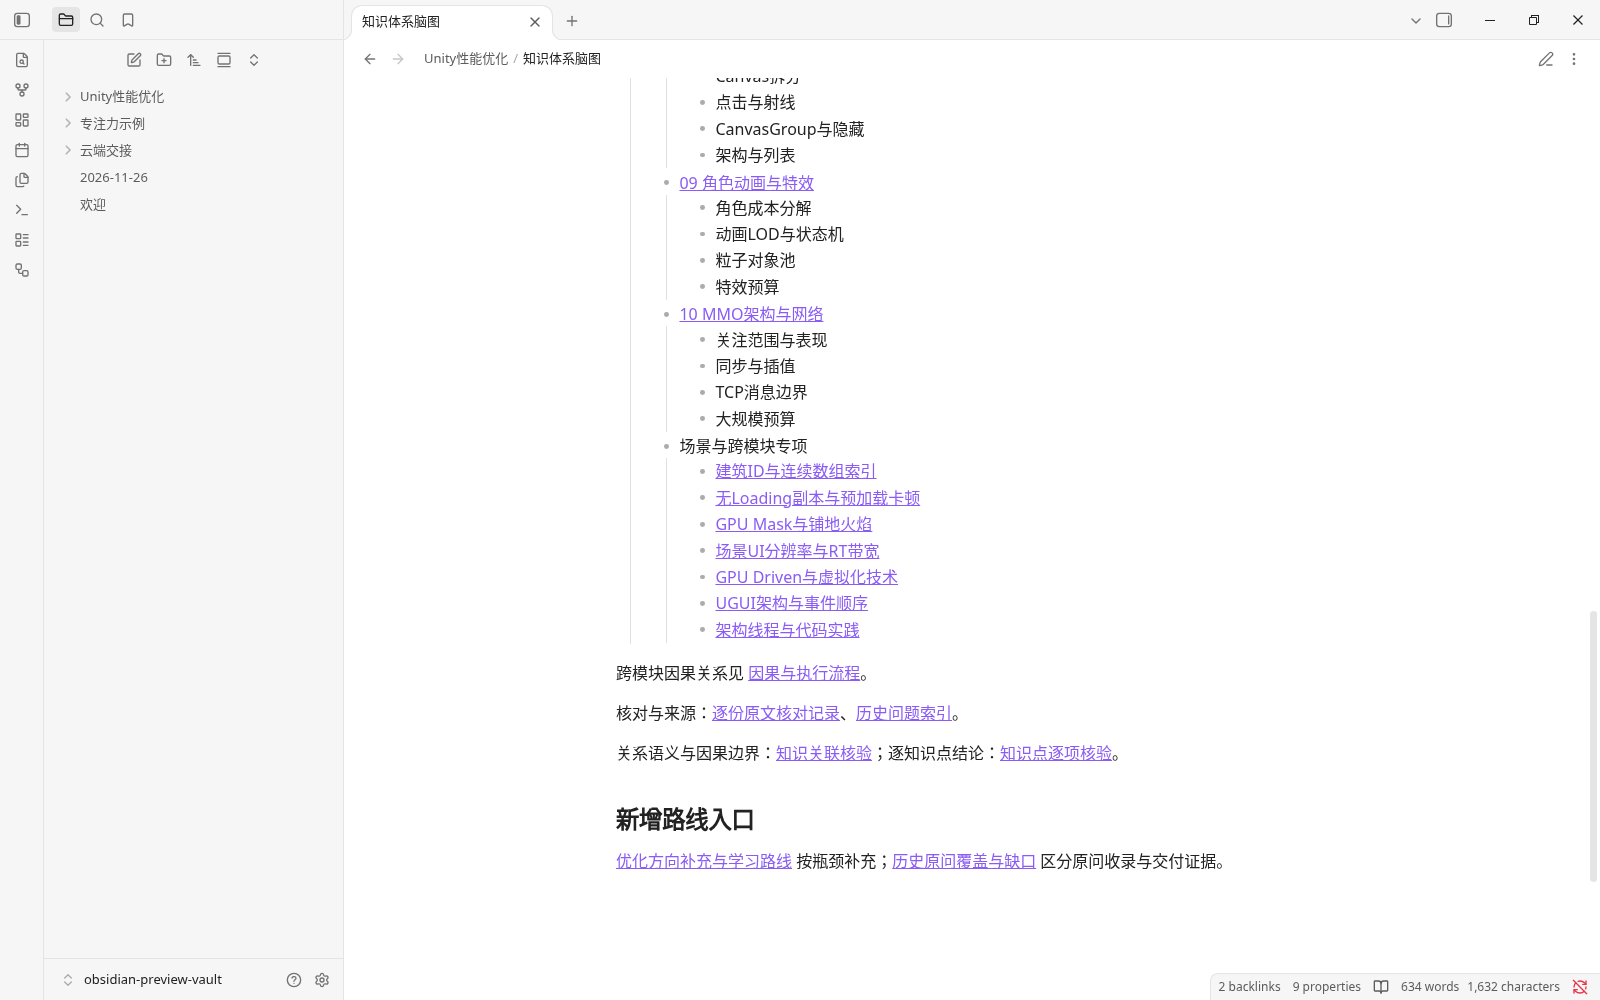 知识体系脑图
Unity性能优化 / 知识体系脑图
Unity性能优化
专注力示例
云端交接
2026-11-26
欢迎
Canvas拆分
点击与射线
CanvasGroup与隐藏
架构与列表
09 角色动画与特效
角色成本分解
动画LOD与状态机
粒子对象池
特效预算
10 MMO架构与网络
关注范围与表现
同步与插值
TCP消息边界
大规模预算
场景与跨模块专项
建筑ID与连续数组索引
无Loading副本与预加载卡顿
GPU Mask与铺地火焰
场景UI分辨率与RT带宽
GPU Driven与虚拟化技术
UGUI架构与事件顺序
架构线程与代码实践
跨模块因果关系见 因果与执行流程。
核对与来源：逐份原文核对记录、历史问题索引。
关系语义与因果边界：知识关联核验；逐知识点结论：知识点逐项核验。
新增路线入口
优化方向补充与学习路线 按瓶颈补充；历史原问覆盖与缺口 区分原问收录与交付证据。
obsidian-preview-vault
2 backlinks 9 properties 634 words 1,632 characters